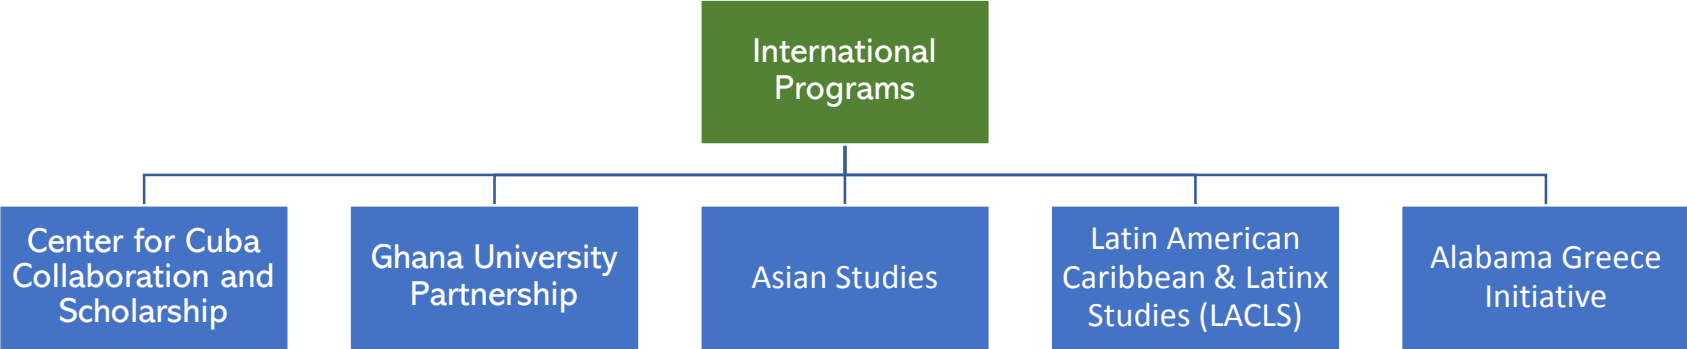 International
Programs
Center for Cuba
Collaboration and
Scholarship
Ghana University
Partnership
Asian Studies
Latin American
Caribbean & Latinx
Studies (LACLS)
Alabama Greece
Initiative